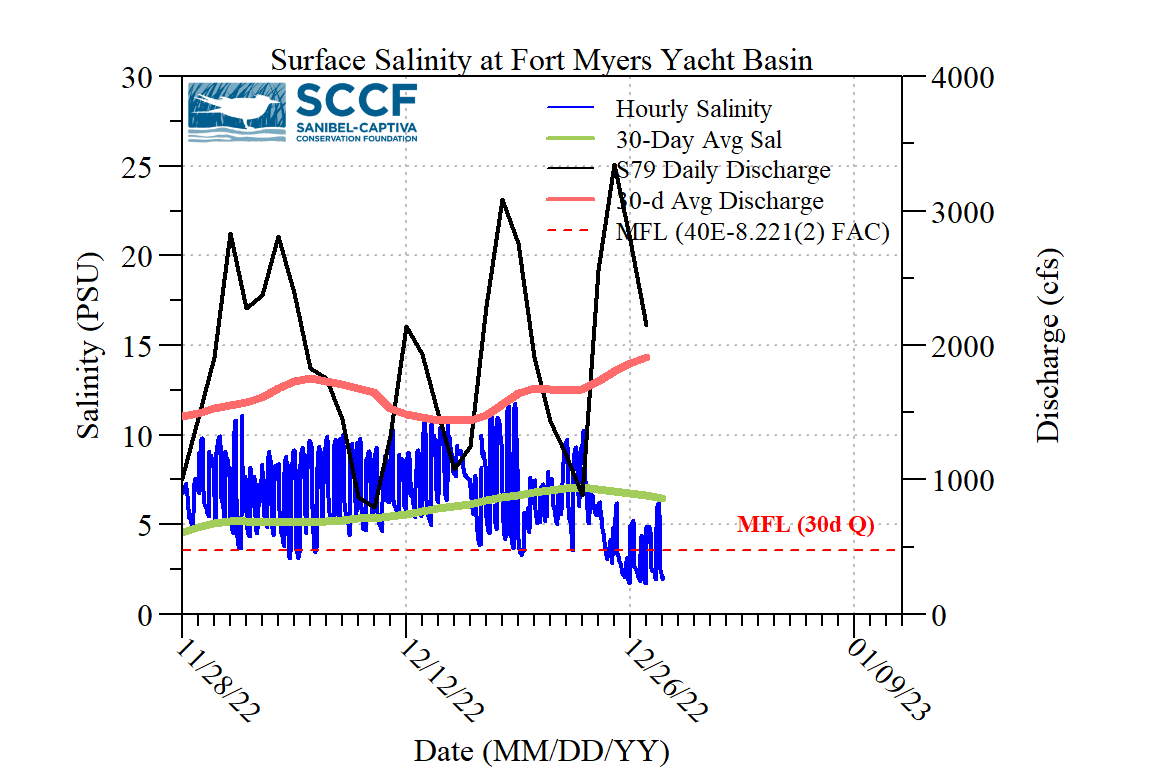 Surface Salinity at Fort Myers Yacht Basin
SCCF
SANIBEL-CAPTIVA
CONSERVATION FOUNDATION
Hourly Salinity
30-Day Avg Sal
S79 Daily Discharge
30-d Avg Discharge
MFL (40E-8.221(2) FAC)
30
25
20
15
10
5
0
Salinity (PSU)
4000
3000
2000
1000
0
Discharge (cfs)
MFL (30d Q)
11/28/22
12/12/22
12/26/22
01/09/23
Date (MM/DD/YY)